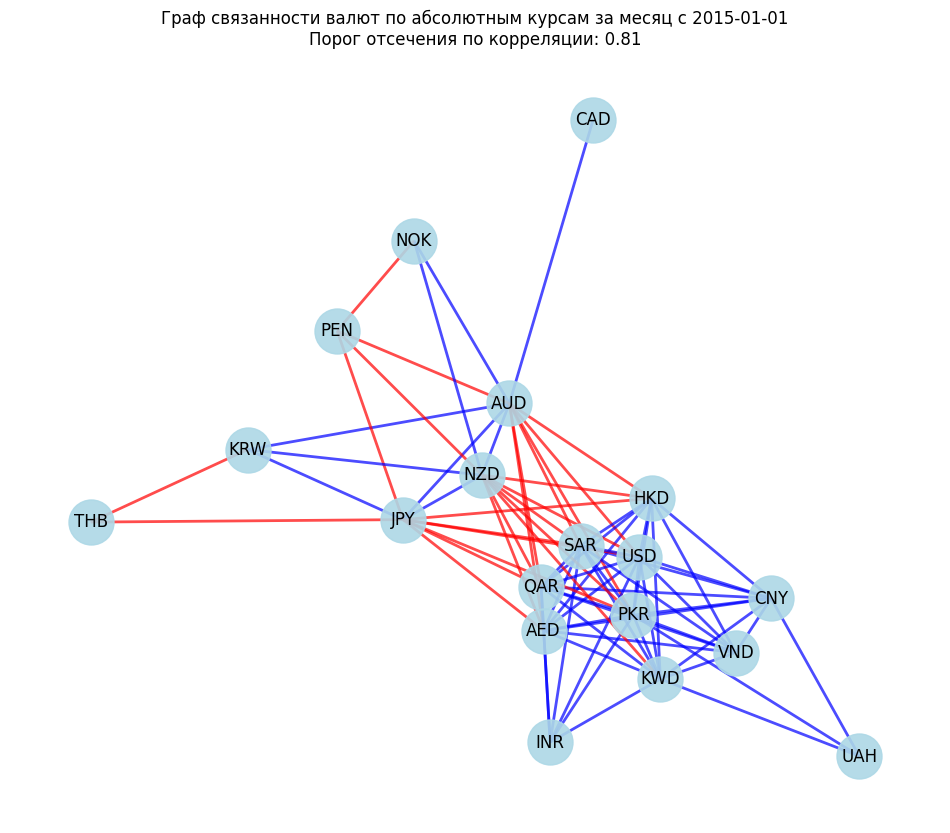 Граф связанности валют по абсолютным курсам за месяц с 2015-01-01
Порог отсечения по корреляции: 0.81
CAD
NOK
PEN
AUD
KRW
NZD
HKD
THB
JPY
SAR
USD
QAR
CNY
PKR
AED
VND
KWD
INR
UAH